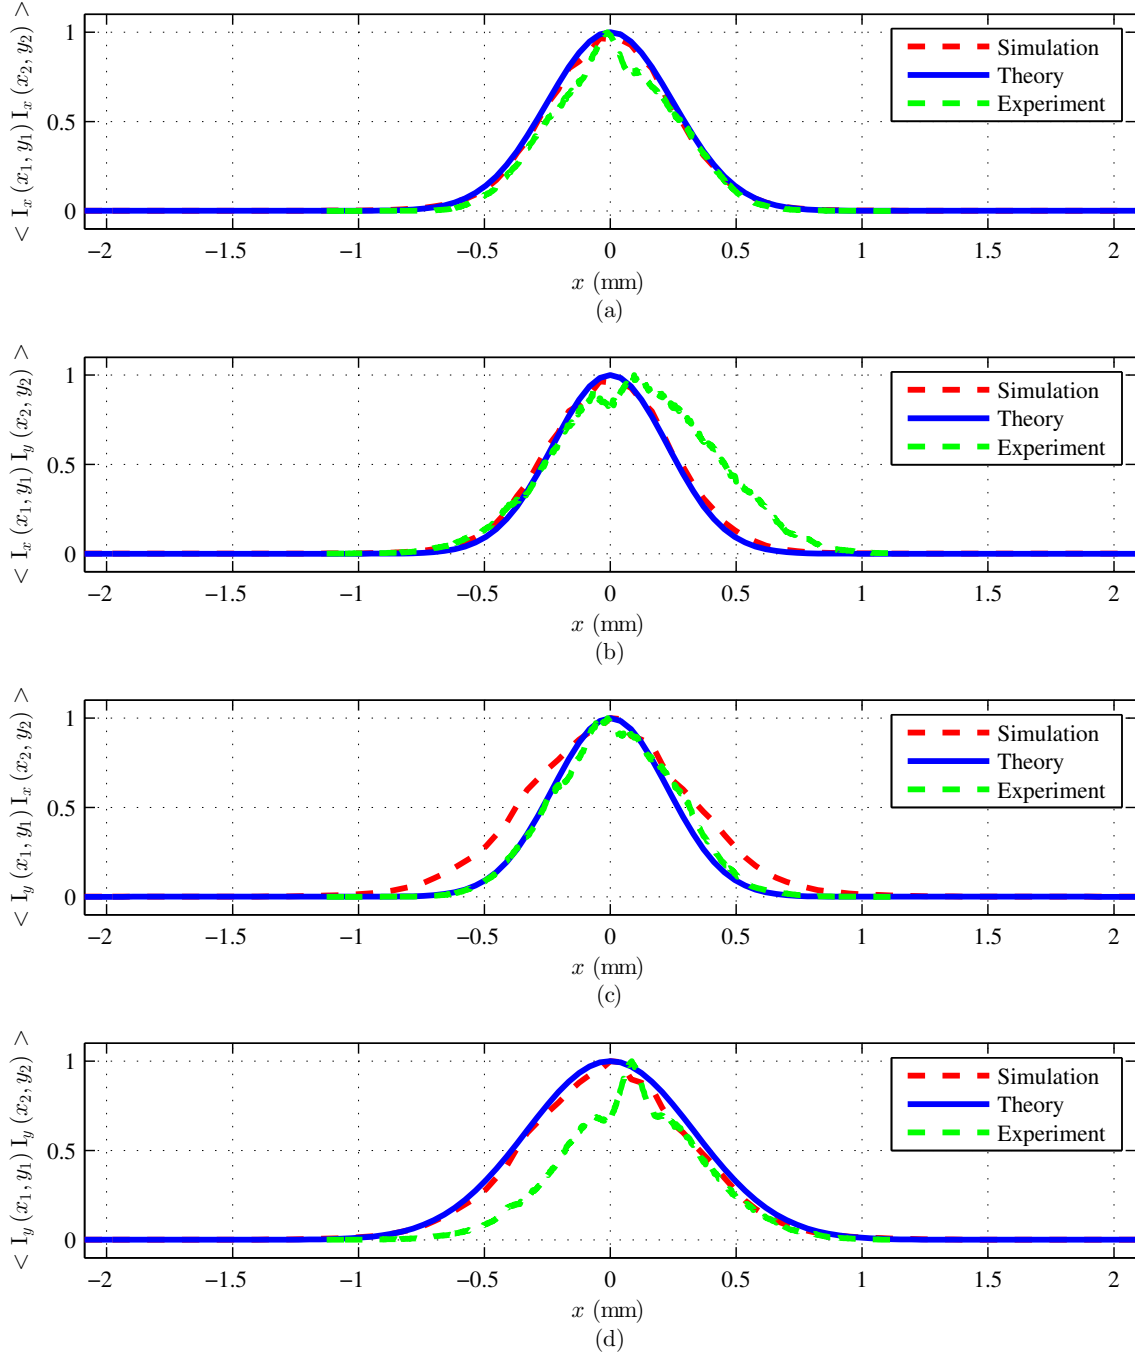 < I_x (x_1, y_1) I_x (x_2, y_2) >
1
0.5
0
Simulation
Theory
Experiment
−2 −1.5 −1 −0.5 0 0.5 1 1.5 2
x (mm)
(a)
< I_x (x_1, y_1) I_y (x_2, y_2) >
1
0.5
0
Simulation
Theory
Experiment
−2 −1.5 −1 −0.5 0 0.5 1 1.5 2
x (mm)
(b)
< I_y (x_1, y_1) I_x (x_2, y_2) >
1
0.5
0
Simulation
Theory
Experiment
−2 −1.5 −1 −0.5 0 0.5 1 1.5 2
x (mm)
(c)
< I_y (x_1, y_1) I_y (x_2, y_2) >
1
0.5
0
Simulation
Theory
Experiment
−2 −1.5 −1 −0.5 0 0.5 1 1.5 2
x (mm)
(d)